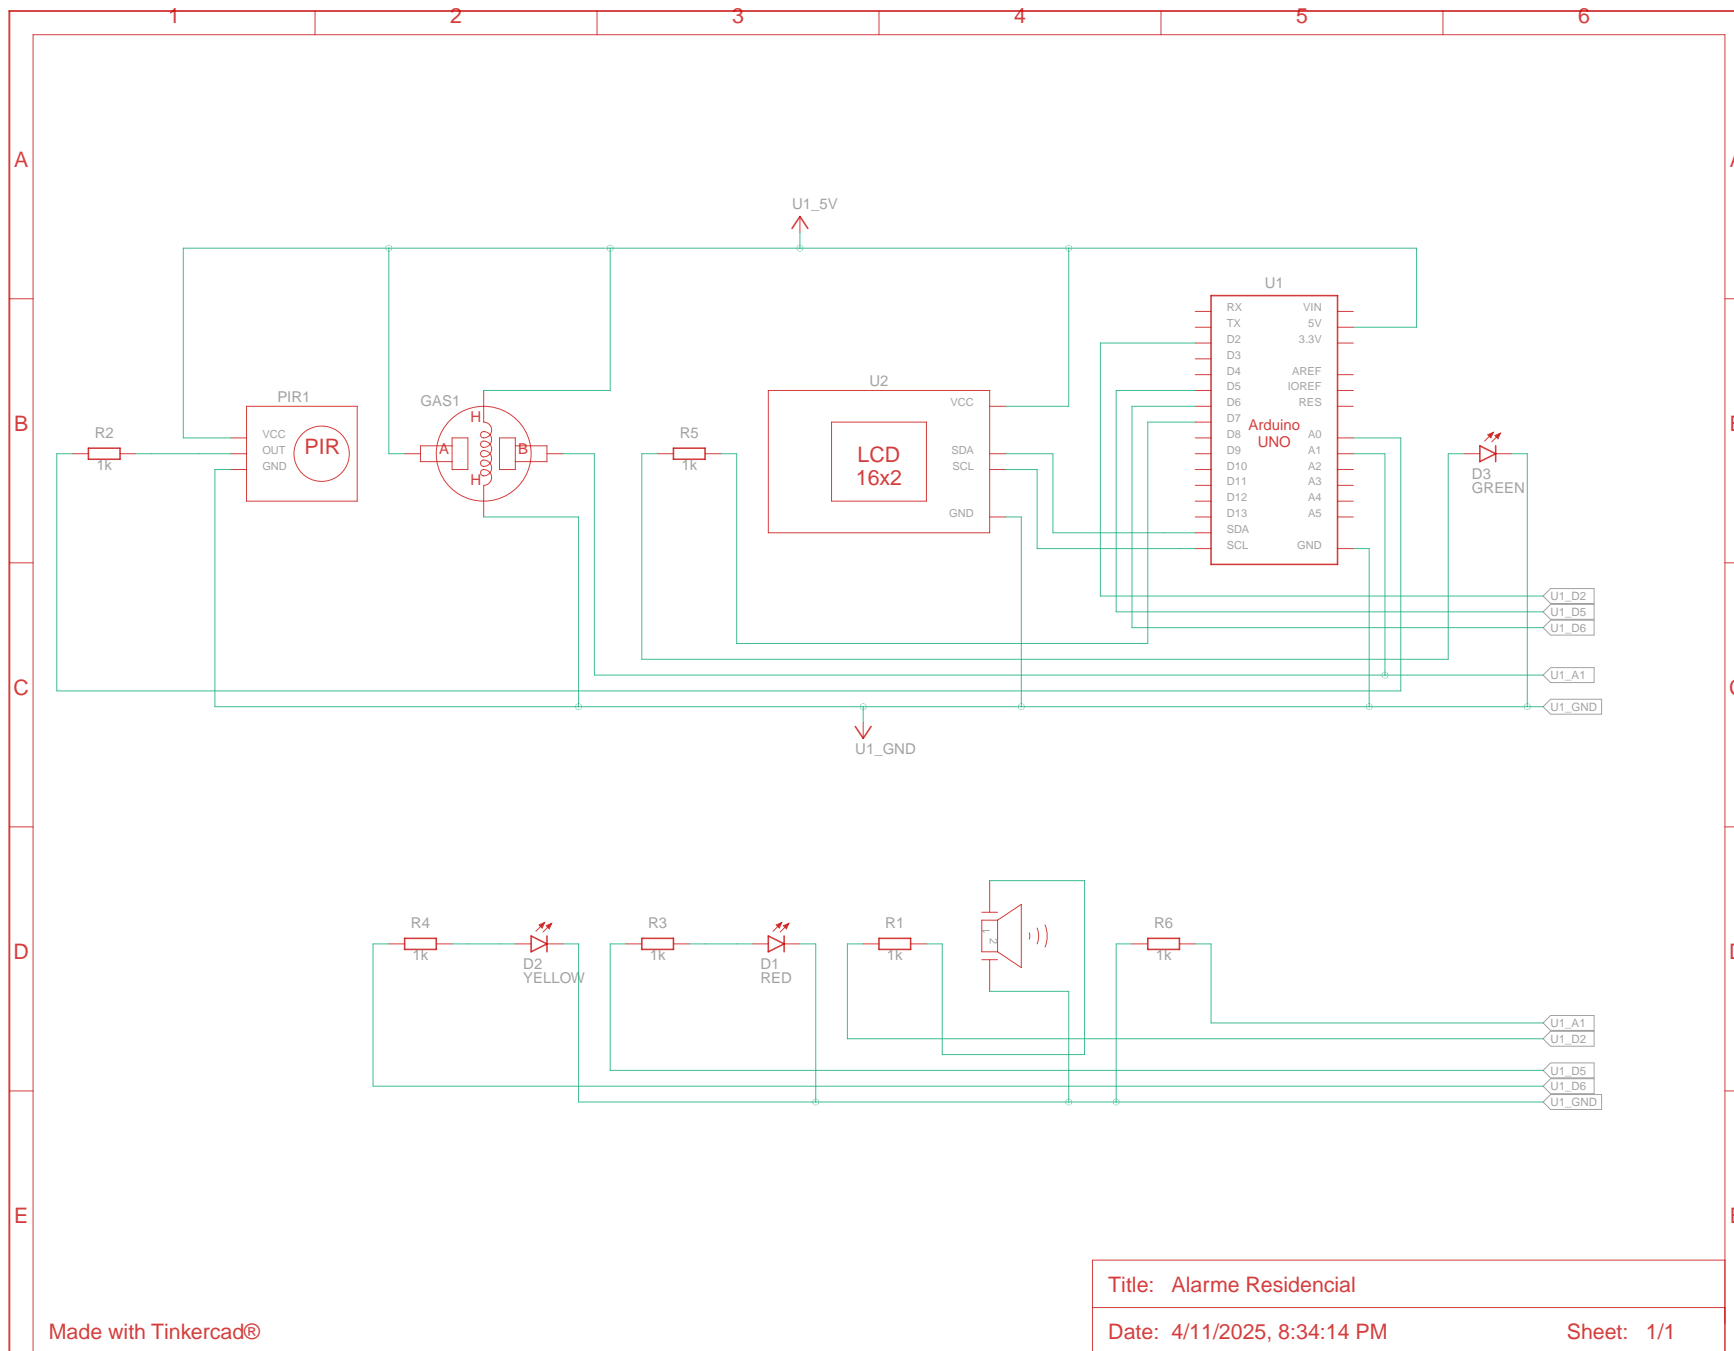 1 2 3 4 5 6
A
U1_5V
U1
RX VIN
TX 5V
D2 3.3V
D3
D4 AREF
D5 IOREF
D6 RES
D7
D8 A0
D9 A1
D10 A2
D11 A3
D12 A4
D13 A5
SDA
SCL GND
Arduino
UNO
B
R2
1k
PIR1
VCC
OUT
GND
PIR
GAS1
H
A B
H
R5
1k
U2
VCC
SDA
SCL
GND
LCD
16x2
D3
GREEN
U1_D2
U1_D5
U1_D6
C
U1_A1
U1_GND
U1_GND
D
R4
1k
D2
YELLOW
R3
1k
D1
RED
R1
1k
2
R6
1k
U1_A1
U1_D2
U1_D5
U1_D6
U1_GND
E
Title: Alarme Residencial
Made with Tinkercad®
Date: 4/11/2025, 8:34:14 PM
Sheet: 1/1